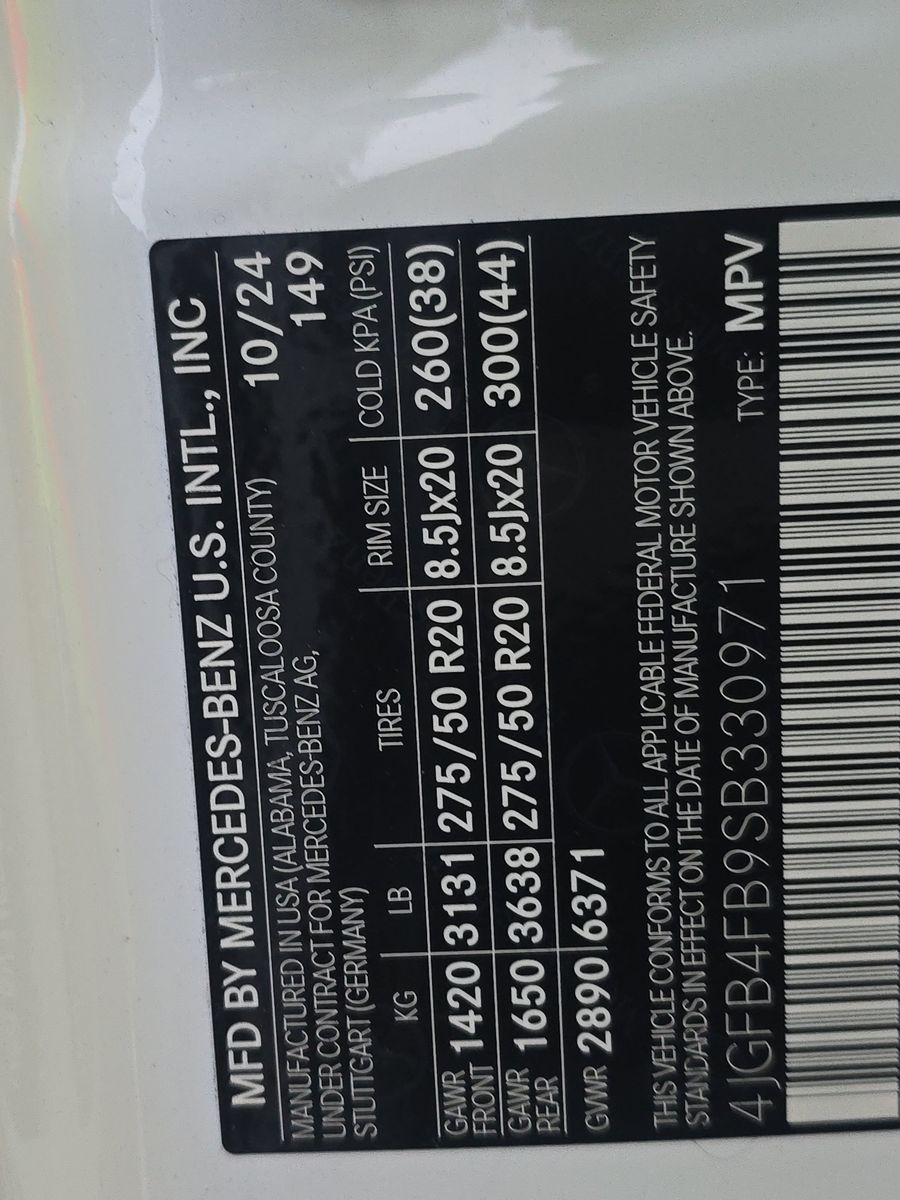 MFD BY MERCEDES-BENZ U.S. INTL., INC
MANUFACTURED IN USA (ALABAMA, TUSCALOOSA COUNTY) 10/24
UNDER CONTRACT FOR MERCEDES-BENZ AG, 149
STUTTGART (GERMANY)
KG LB TIRES RIM SIZE COLD KPA(PSI)
GAWR FRONT 1420 3131 275/50 R20 8.5Jx20 260(38)
GAWR REAR 1650 3638 275/50 R20 8.5Jx20 300(44)
GWR 2890 6371
THIS VEHICLE CONFORMS TO ALL APPLICABLE FEDERAL MOTOR VEHICLE SAFETY
STANDARDS IN EFFECT ON THE DATE OF MANUFACTURE SHOWN ABOVE.
4JGFB4FB9SB330971 TYPE: MPV